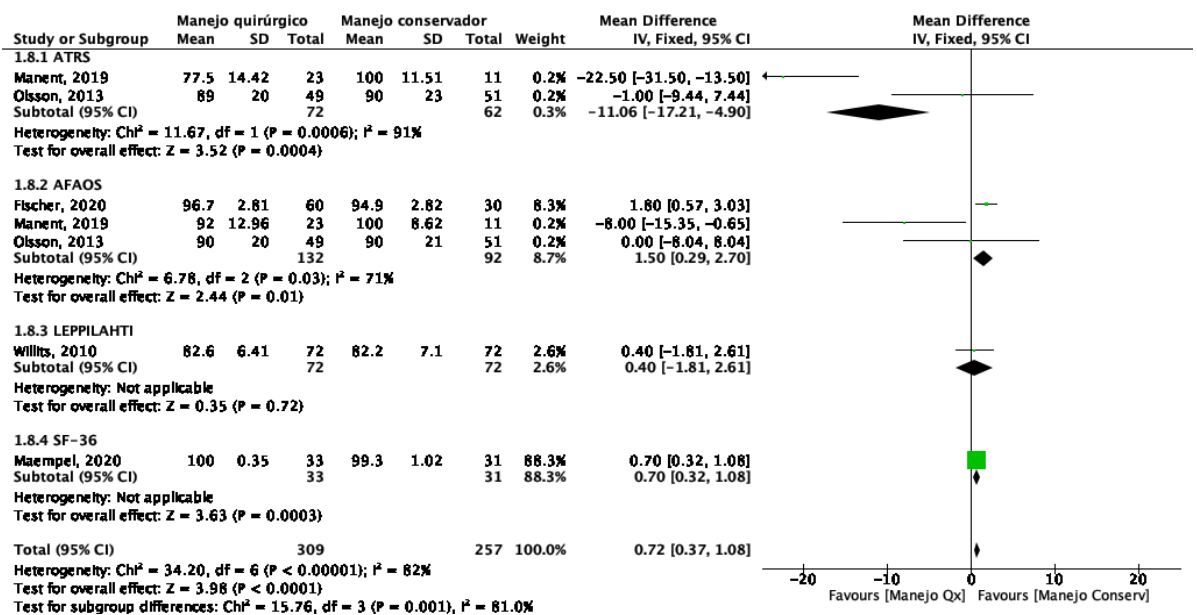 Manejo quirúrgico Manejo conservador Mean Difference Mean Difference
Study or Subgroup Mean SD Total Mean SD Total Weight IV, Fixed, 95% CI IV, Fixed, 95% CI
1.8.1 ATRS
Manent, 2019 77.5 14.42 23 100 11.51 11 0.2% -22.50 [-31.50, -13.50]
Olsson, 2013 89 20 49 90 23 51 0.2% -1.00 [-9.44, 7.44]
Subtotal (95% CI) 72 62 0.3% -11.06 [-17.21, -4.90]
Heterogeneity: Chi² = 11.67, df = 1 (P = 0.0006); I² = 91%
Test for overall effect: Z = 3.52 (P = 0.0004)
1.8.2 AFAOS
Fischer, 2020 96.7 2.81 60 94.9 2.82 30 8.3% 1.80 [0.57, 3.03]
Manent, 2019 92 12.96 23 100 8.62 11 0.2% -8.00 [-15.35, -0.65]
Olsson, 2013 90 20 49 90 21 51 0.2% 0.00 [-8.04, 8.04]
Subtotal (95% CI) 132 92 8.7% 1.50 [0.29, 2.70]
Heterogeneity: Chi² = 6.78, df = 2 (P = 0.03); I² = 71%
Test for overall effect: Z = 2.44 (P = 0.01)
1.8.3 LEPPILAHTI
Willits, 2010 82.6 6.41 72 82.2 7.1 72 2.6% 0.40 [-1.81, 2.61]
Subtotal (95% CI) 72 72 2.6% 0.40 [-1.81, 2.61]
Heterogeneity: Not applicable
Test for overall effect: Z = 0.35 (P = 0.72)
1.8.4 SF-36
Maempel, 2020 100 0.35 33 99.3 1.02 31 88.3% 0.70 [0.32, 1.08]
Subtotal (95% CI) 33 31 88.3% 0.70 [0.32, 1.08]
Heterogeneity: Not applicable
Test for overall effect: Z = 3.63 (P = 0.0003)
Total (95% CI) 309 257 100.0% 0.72 [0.37, 1.08]
Heterogeneity: Chi² = 34.20, df = 6 (P < 0.00001); I² = 82%
Test for overall effect: Z = 3.98 (P < 0.0001)
Test for subgroup differences: Chi² = 15.76, df = 3 (P = 0.001), I² = 81.0%
-20 -10 0 10 20
Favours [Manejo Qx] Favours [Manejo Conserv]